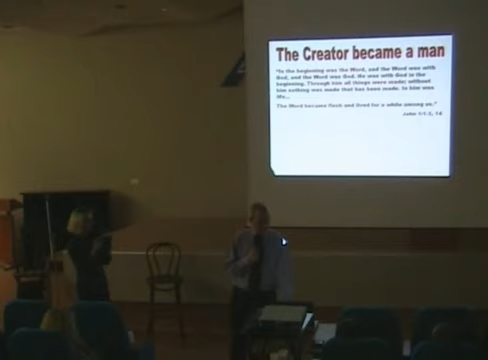 The Creator became a man
"In the beginning was the Word, and the Word was with
God, and the Word was God. He was with God in the
beginning. Through him all things were made; without
him nothing was made that has been made. In him was
life...
The Word became flesh and lived for a while among us."
John 1:1-5, 14